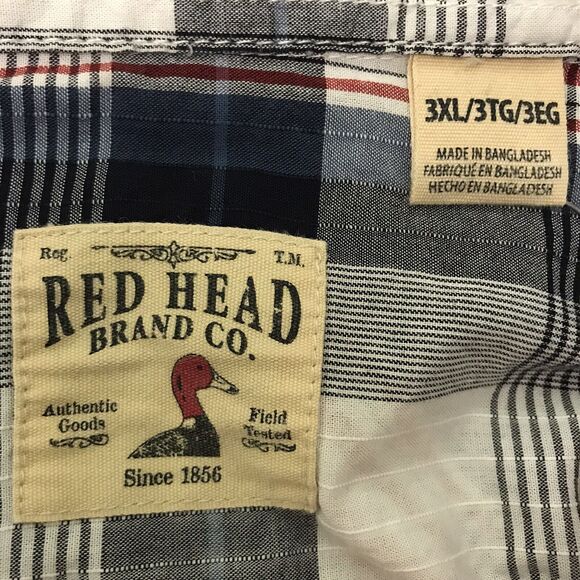 3XL/3TG/3EG
MADE IN BANGLADESH
FABRIQUÉ EN BANGLADESH
HECHO EN BANGLADESH
Reg. T.M.
RED HEAD
BRAND CO.
Authentic Goods
Field Tested
Since 1856